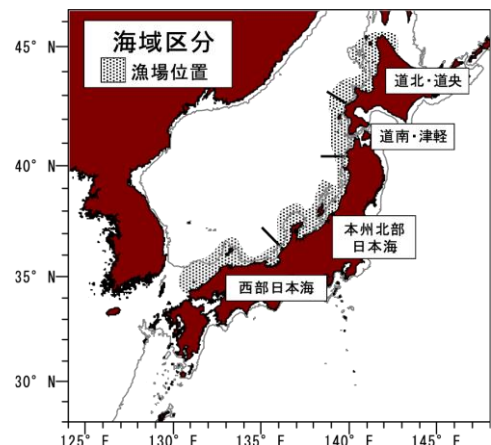 海域区分
漁場位置
道北・道央
道南・津軽
本州北部
日本海
西部日本海
45° N
40° N
35° N
30° N
125° E
130° E
135° E
140° E
145° E